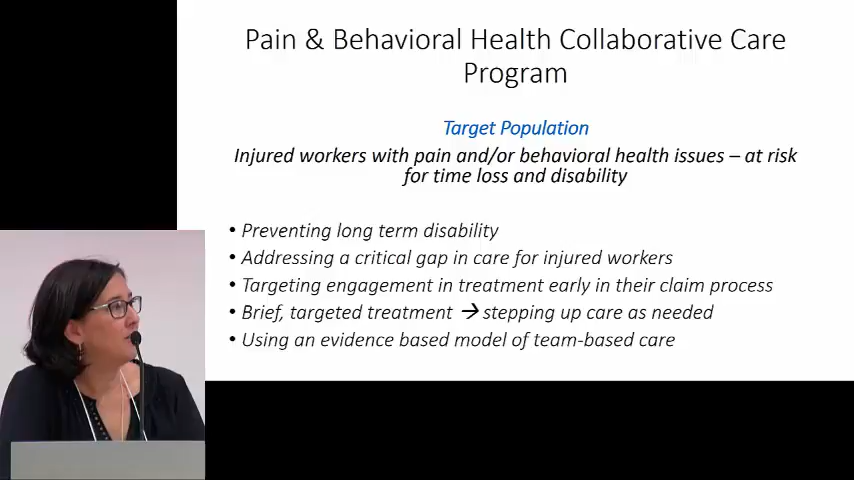 Pain & Behavioral Health Collaborative Care
Program
Target Population
Injured workers with pain and/or behavioral health issues – at risk
for time loss and disability
• Preventing long term disability
• Addressing a critical gap in care for injured workers
• Targeting engagement in treatment early in their claim process
• Brief, targeted treatment → stepping up care as needed
• Using an evidence based model of team-based care